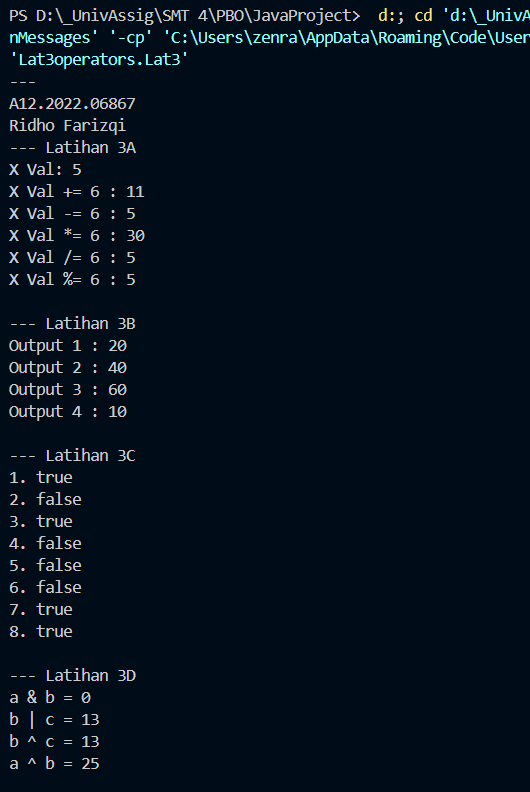 PS D:\_UnivAssig\SMT 4\PBO\JavaProject>  d:; cd 'd:\_UnivA
nMessages' '-cp' 'C:\Users\zenra\AppData\Roaming\Code\User
'Lat3operators.Lat3'
---
A12.2022.06867
Ridho Farizqi
--- Latihan 3A
X Val: 5
X Val += 6 : 11
X Val -= 6 : 5
X Val *= 6 : 30
X Val /= 6 : 5
X Val %= 6 : 5

--- Latihan 3B
Output 1 : 20
Output 2 : 40
Output 3 : 60
Output 4 : 10

--- Latihan 3C
1. true
2. false
3. true
4. false
5. false
6. false
7. true
8. true

--- Latihan 3D
a & b = 0
b | c = 13
b ^ c = 13
a ^ b = 25